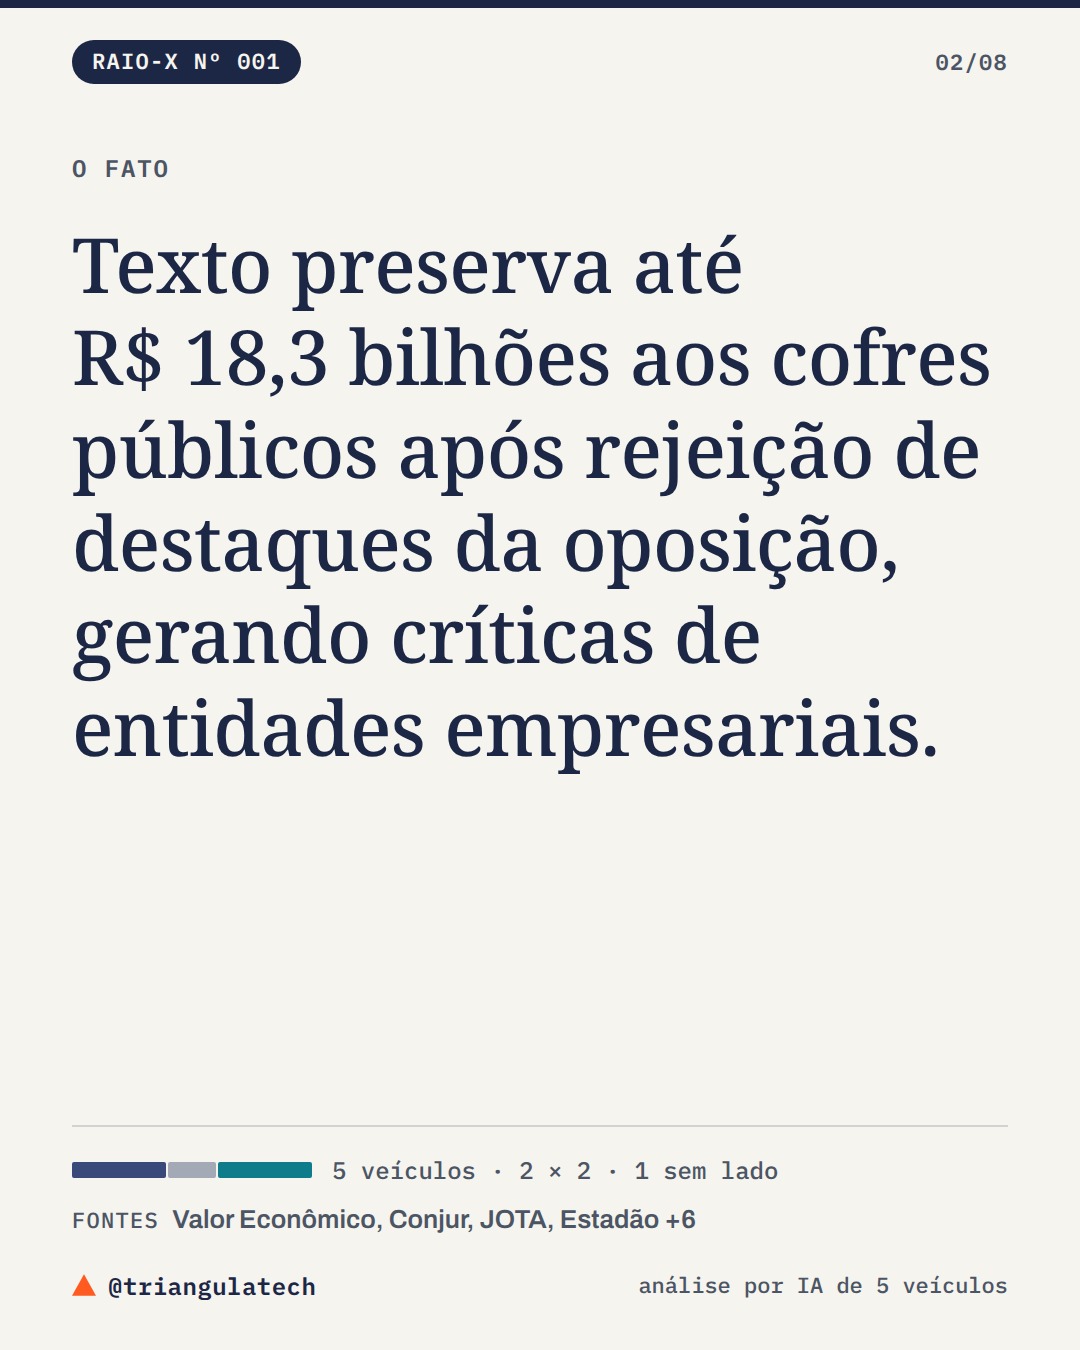 RAIO-X Nº 001
02/08
O FATO
Texto preserva até
R$ 18,3 bilhões aos cofres
públicos após rejeição de
destaques da oposição,
gerando críticas de
entidades empresariais.
5 veículos · 2 × 2 · 1 sem lado
FONTES Valor Econômico, Conjur, JOTA, Estadão +6
@triangulatech
análise por IA de 5 veículos